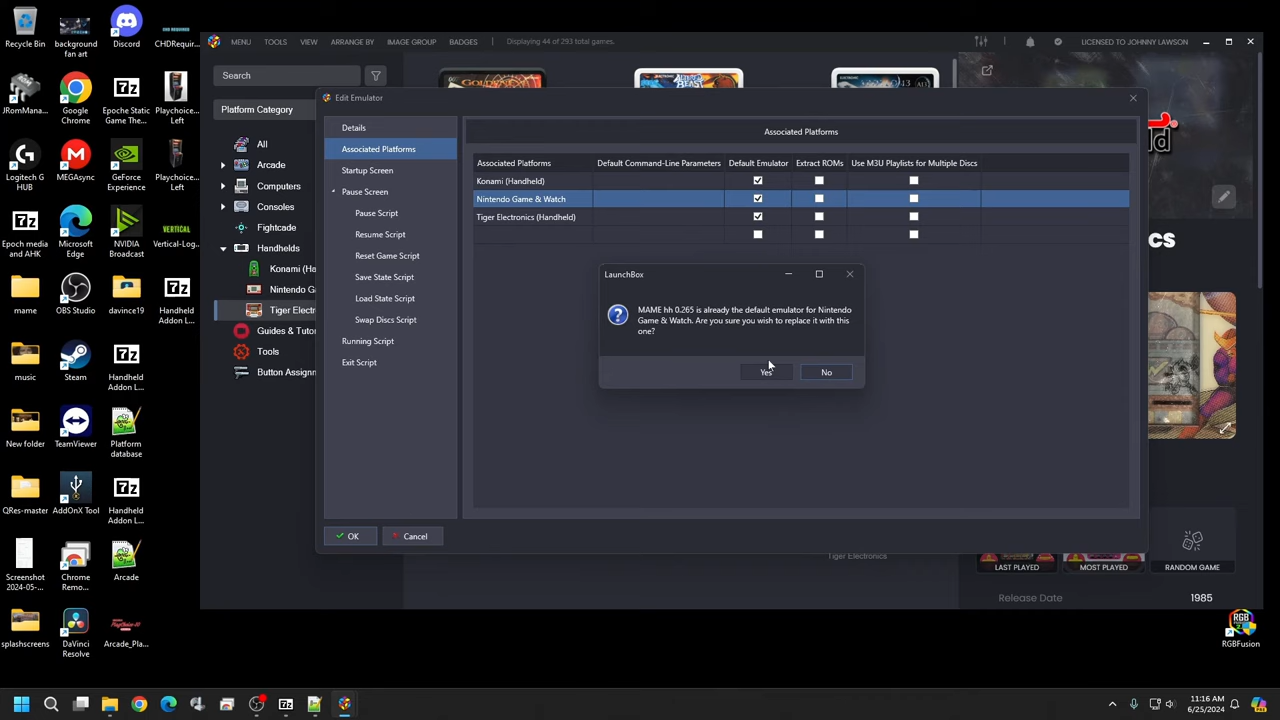 Recycle Bin
background
fan art
Discord
CHDRequir...
JRomMana...
Google
Chrome
Epoche Static
Game The...
Playchoice...
Left
Logitech G
HUB
MEGAsync
GeForce
Experience
Playchoice...
Left
Epoch media
and AHK
Microsoft
Edge
NVIDIA
Broadcast
Vertical-Log...
mame
OBS Studio
davince19
Handheld
Addon L...
music
Steam
Handheld
Addon L...
New folder
TeamViewer
Platform
database
QRes-master
AddOnX Tool
Handheld
Addon L...
Screenshot
2024-05-...
Chrome
Remo...
Arcade
splashscreens
DaVinci
Resolve
Arcade_Pla...
RGBFusion
MENU
TOOLS
VIEW
ARRANGE BY
IMAGE GROUP
BADGES
Displaying 44 of 293 total games.
LICENSED TO JOHNNY LAWSON
Search
Platform Category
All
Arcade
Computers
Consoles
Fightcade
Handhelds
Konami (Ha
Nintendo G
Tiger Electr
Guides & Tuto
Tools
Button Assign
Edit Emulator
Details
Associated Platforms
Startup Screen
Pause Screen
Pause Script
Resume Script
Reset Game Script
Save State Script
Load State Script
Swap Discs Script
Running Script
Exit Script
Associated Platforms
Associated Platforms
Default Command-Line Parameters
Default Emulator
Extract ROMs
Use M3U Playlists for Multiple Discs
Konami (Handheld)
Nintendo Game & Watch
Tiger Electronics (Handheld)
LaunchBox
MAME hh 0.265 is already the default emulator for Nintendo
Game & Watch. Are you sure you wish to replace it with this
one?
Yes
No
OK
Cancel
Tiger Electronics
ics
LAST PLAYED
MOST PLAYED
RANDOM GAME
Release Date
1985
11:16 AM
6/25/2024